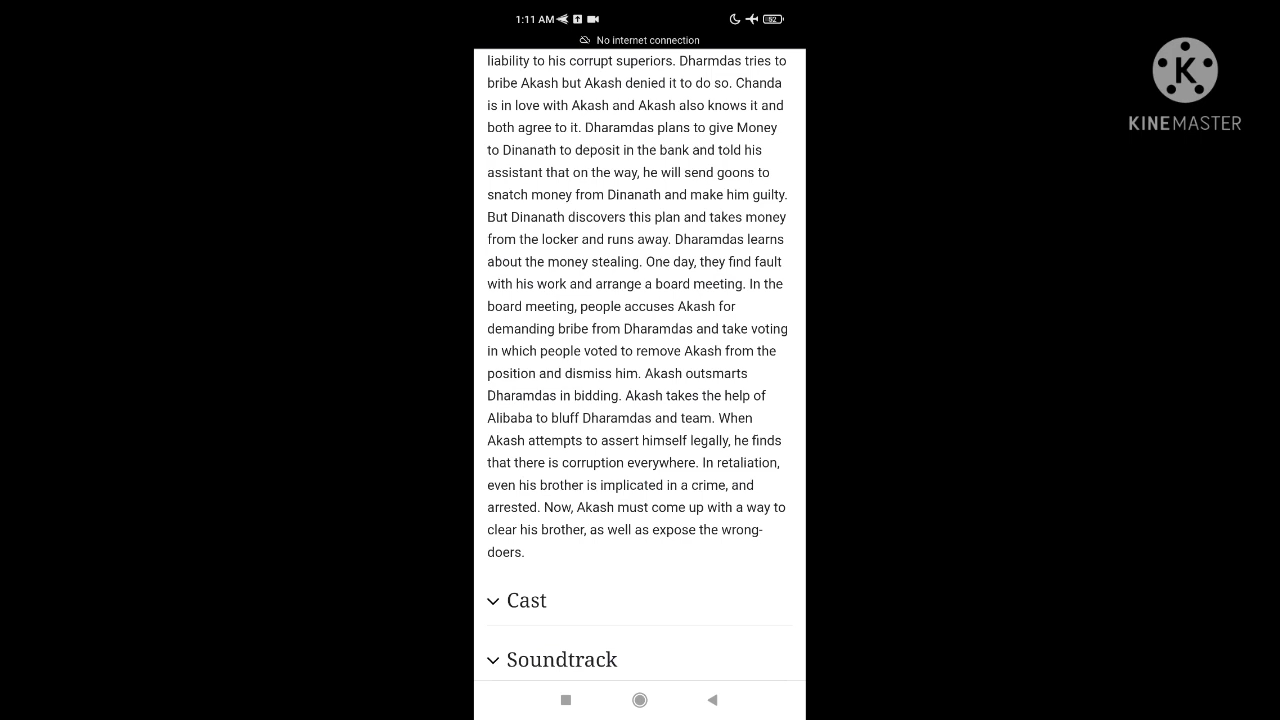 1:11 AM
52
No internet connection
liability to his corrupt superiors. Dharmdas tries to
bribe Akash but Akash denied it to do so. Chanda
is in love with Akash and Akash also knows it and
both agree to it. Dharamdas plans to give Money
to Dinanath to deposit in the bank and told his
assistant that on the way, he will send goons to
snatch money from Dinanath and make him guilty.
But Dinanath discovers this plan and takes money
from the locker and runs away. Dharamdas learns
about the money stealing. One day, they find fault
with his work and arrange a board meeting. In the
board meeting, people accuses Akash for
demanding bribe from Dharamdas and take voting
in which people voted to remove Akash from the
position and dismiss him. Akash outsmarts
Dharamdas in bidding. Akash takes the help of
Alibaba to bluff Dharamdas and team. When
Akash attempts to assert himself legally, he finds
that there is corruption everywhere. In retaliation,
even his brother is implicated in a crime, and
arrested. Now, Akash must come up with a way to
clear his brother, as well as expose the wrong-
doers.
Cast
Soundtrack
K
KINEMASTER